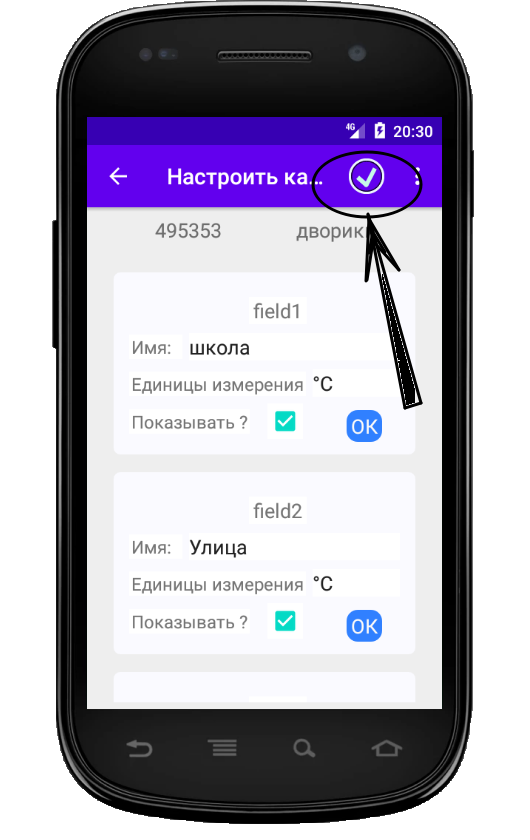 4G 20:30
Настроить ка...
495353 дворик
field1
Имя: школа
Единицы измерения °C
Показывать ? OK
field2
Имя: Улица
Единицы измерения °C
Показывать ? OK